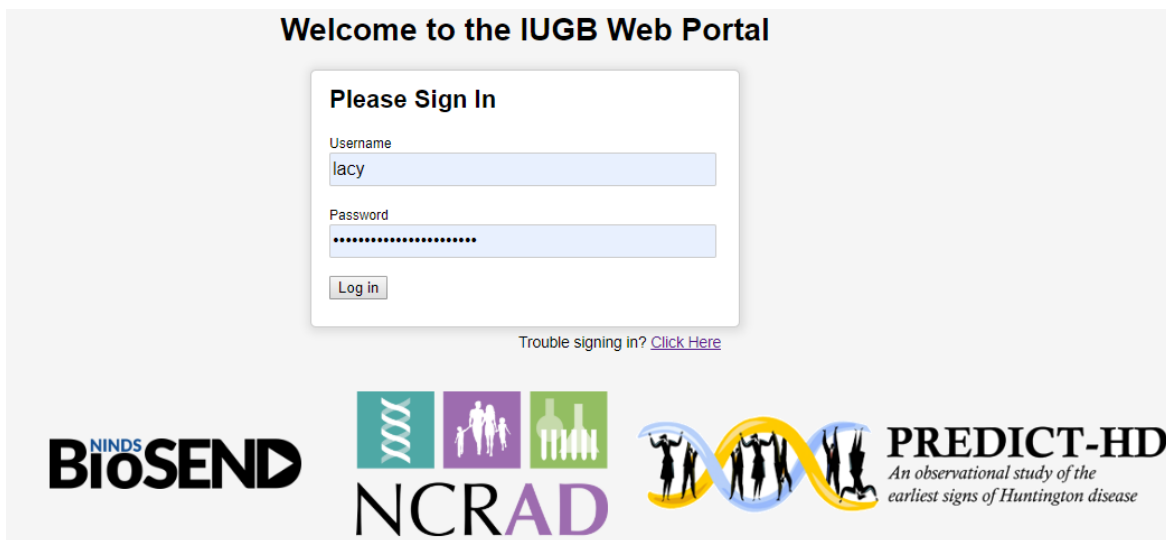 Welcome to the IUGB Web Portal
Please Sign In
Username
lacy
Password
•••••••••••••••••••••••
Log in
Trouble signing in? Click Here
NINDS
BioSEND
NCRAD
PREDICT-HD
An observational study of the
earliest signs of Huntington disease